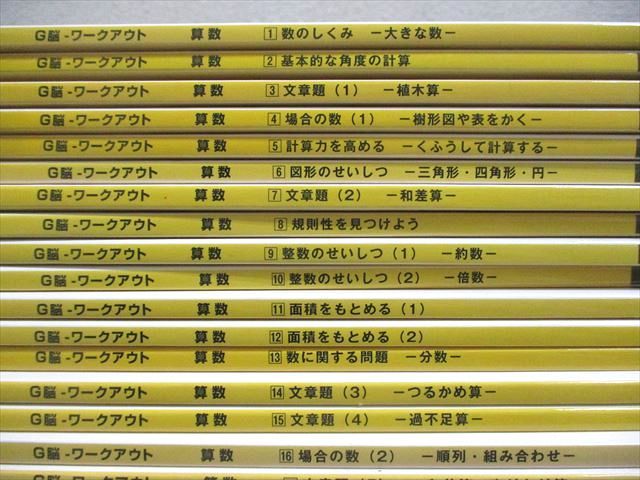 G脳-ワークアウト 算数 1 数のしくみ －大きな数－
G脳-ワークアウト 算数 2 基本的な角度の計算
G脳-ワークアウト 算数 3 文章題（1） －植木算－
G脳-ワークアウト 算数 4 場合の数（1） －樹形図や表をかく－
G脳-ワークアウト 算数 5 計算力を高める －くふうして計算する－
G脳-ワークアウト 算数 6 図形のせいしつ －三角形・四角形・円－
G脳-ワークアウト 算数 7 文章題（2） －和差算－
G脳-ワークアウト 算数 8 規則性を見つけよう
G脳-ワークアウト 算数 9 整数のせいしつ（1） －約数－
G脳-ワークアウト 算数 10 整数のせいしつ（2） －倍数－
G脳-ワークアウト 算数 11 面積をもとめる（1）
G脳-ワークアウト 算数 12 面積をもとめる（2）
G脳-ワークアウト 算数 13 数に関する問題 －分数－
G脳-ワークアウト 算数 14 文章題（3） －つるかめ算－
G脳-ワークアウト 算数 15 文章題（4） －過不足算－
G脳-ワークアウト 算数 16 場合の数（2） －順列・組み合わせ－